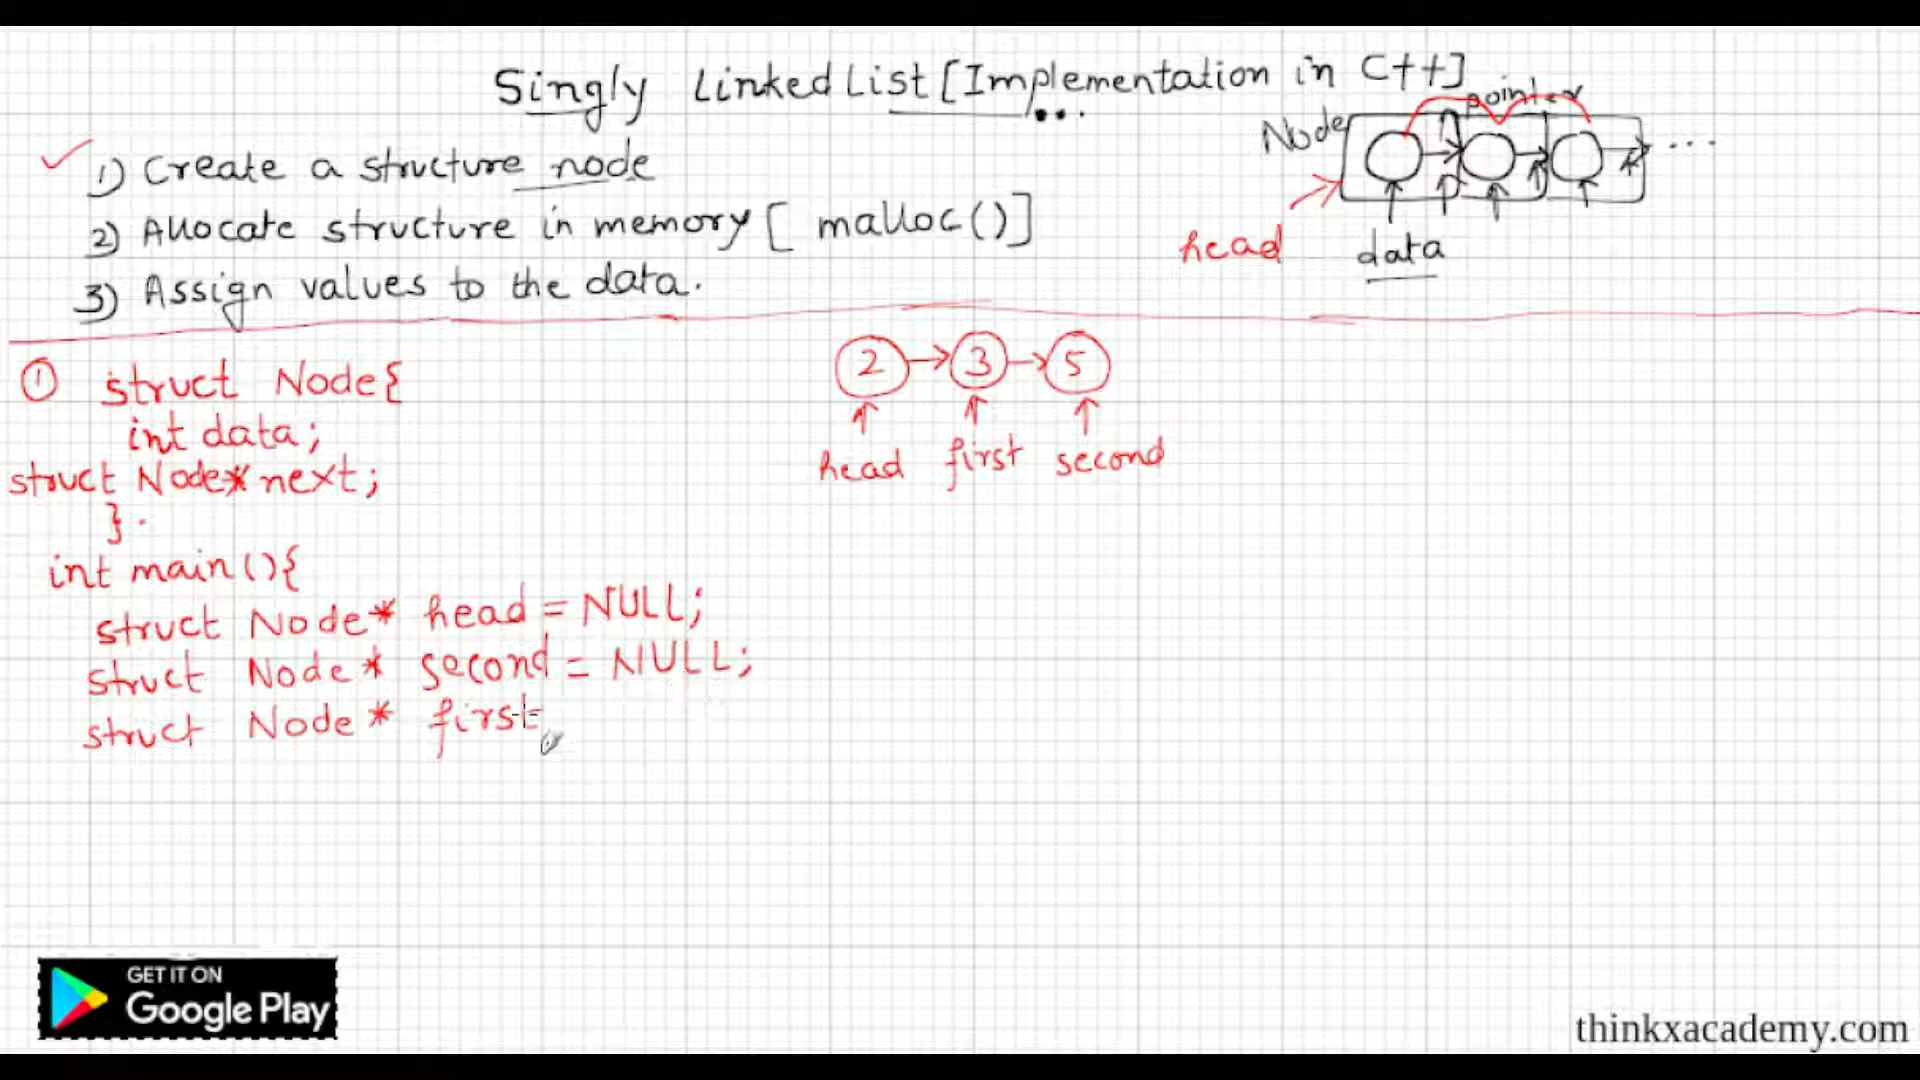 Singly Linked List [Implementation in C++]
pointer
Node
1) Create a structure node
2) Allocate structure in memory [ malloc()]
head
data
3) Assign values to the data.
① struct Node{
int data;
struct Node* next;
}.
2 → 3 → 5
head first second
int main(){
struct Node* head = NULL;
struct Node* second = NULL;
struct Node* first=
GET IT ON
Google Play
thinkxacademy.com